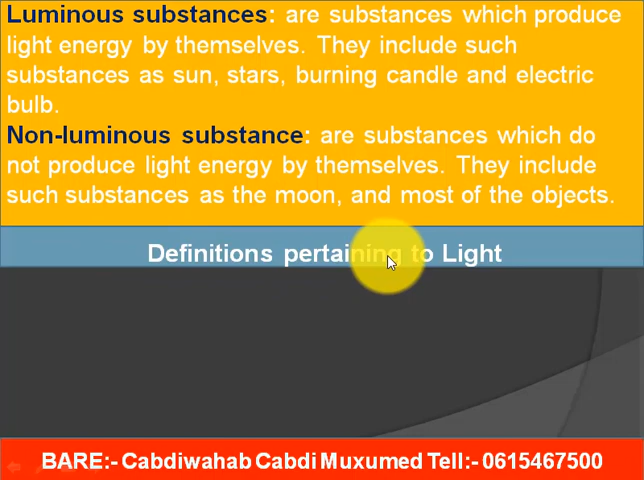 Luminous substances: are substances which produce
light energy by themselves. They include such
substances as sun, stars, burning candle and electric
bulb.
Non-luminous substance: are substances which do
not produce light energy by themselves. They include
such substances as the moon, and most of the objects.
Definitions pertaining to Light
BARE:- Cabdiwahab Cabdi Muxumed Tell:- 0615467500